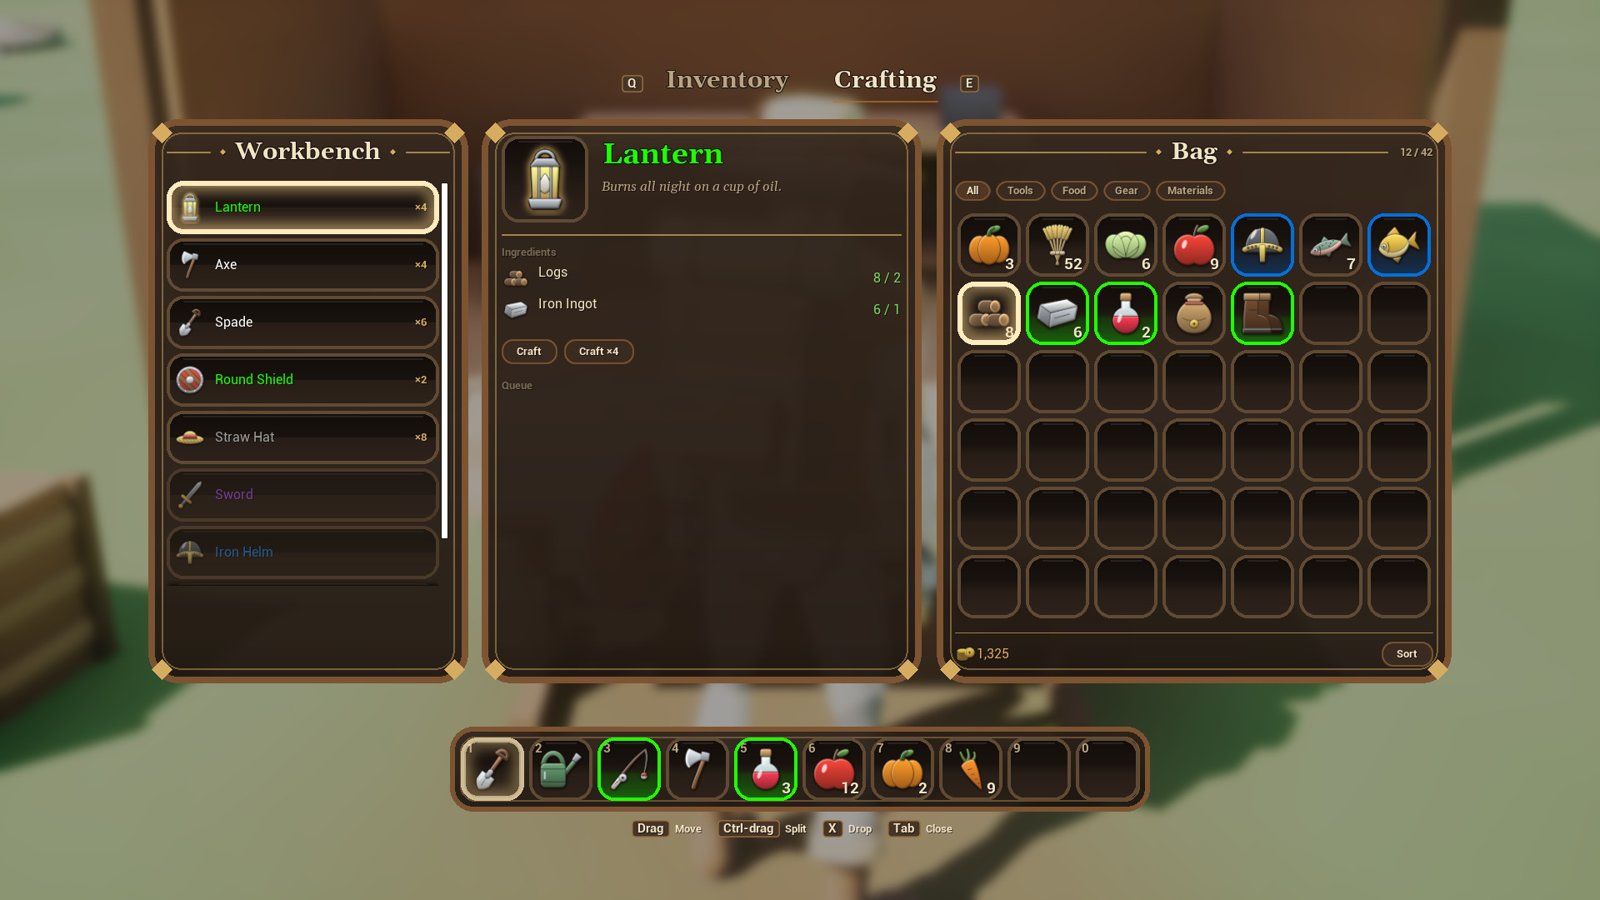 Q Inventory Crafting E
Workbench
Lantern ×4
Axe ×4
Spade ×6
Round Shield ×2
Straw Hat ×8
Sword
Iron Helm
Lantern
Burns all night on a cup of oil.
Ingredients
Logs 8 / 2
Iron Ingot 6 / 1
Craft Craft ×4
Queue
Bag 12 / 42
All Tools Food Gear Materials
3 52 6 9 7
8 6 2
1,325 Sort
1 2 3 4 5 6 7 8 9 0
3 12 2 9
Drag Move Ctrl-drag Split X Drop Tab Close